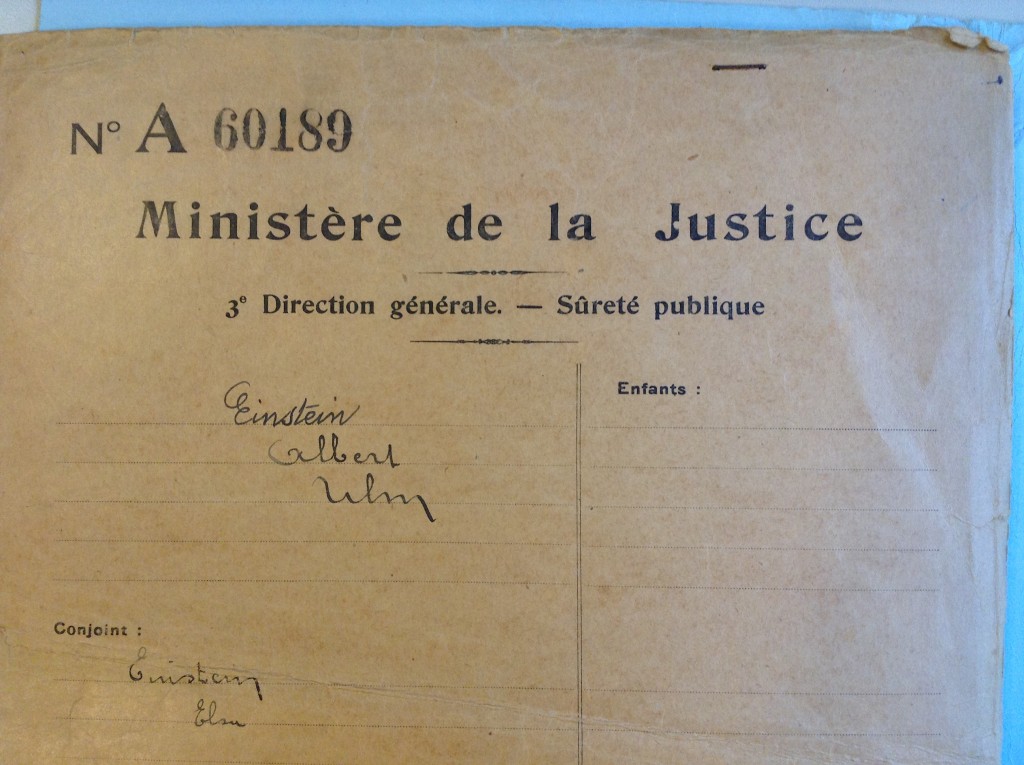 N° A 60189
Ministère de la Justice
3e Direction générale. — Sûreté publique
Einstein
Albert
Ulm
Enfants :
Conjoint :
Einstein
Elsa